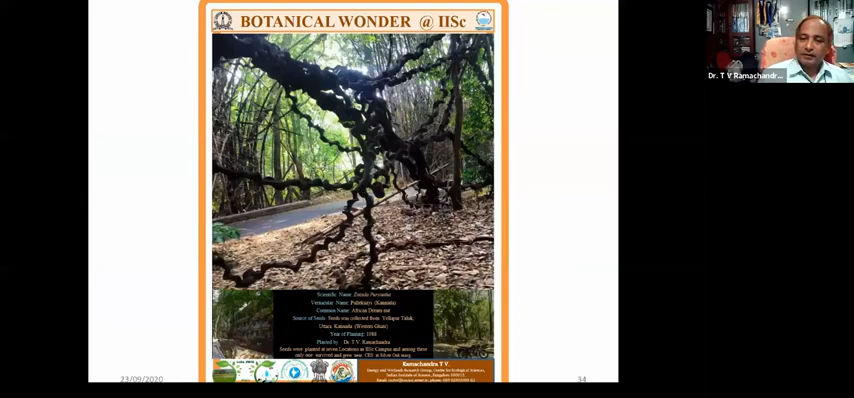 BOTANICAL WONDER @ IISc
Dr. T V Ramachandr...
Scientific Name: Entada Pursaetha
Vernacular Name: (Kannada)
Common Name: African Dream nut
Source of Seeds: Seeds was collected from Yellapur Taluk,
Uttara Kannada (Western Ghats)
Year of Planting: 1988
Planted by: Dr. T.V. Ramachandra
Seeds were planted at seven Locations in IISc Campus and among these
only one survived and grew near CES at Silver Oak marg
Ramachandra T V
Energy and Wetlands Research Group, Centre for Ecological Sciences,
Indian Institute of Science, Bangalore
23/09/2020
34